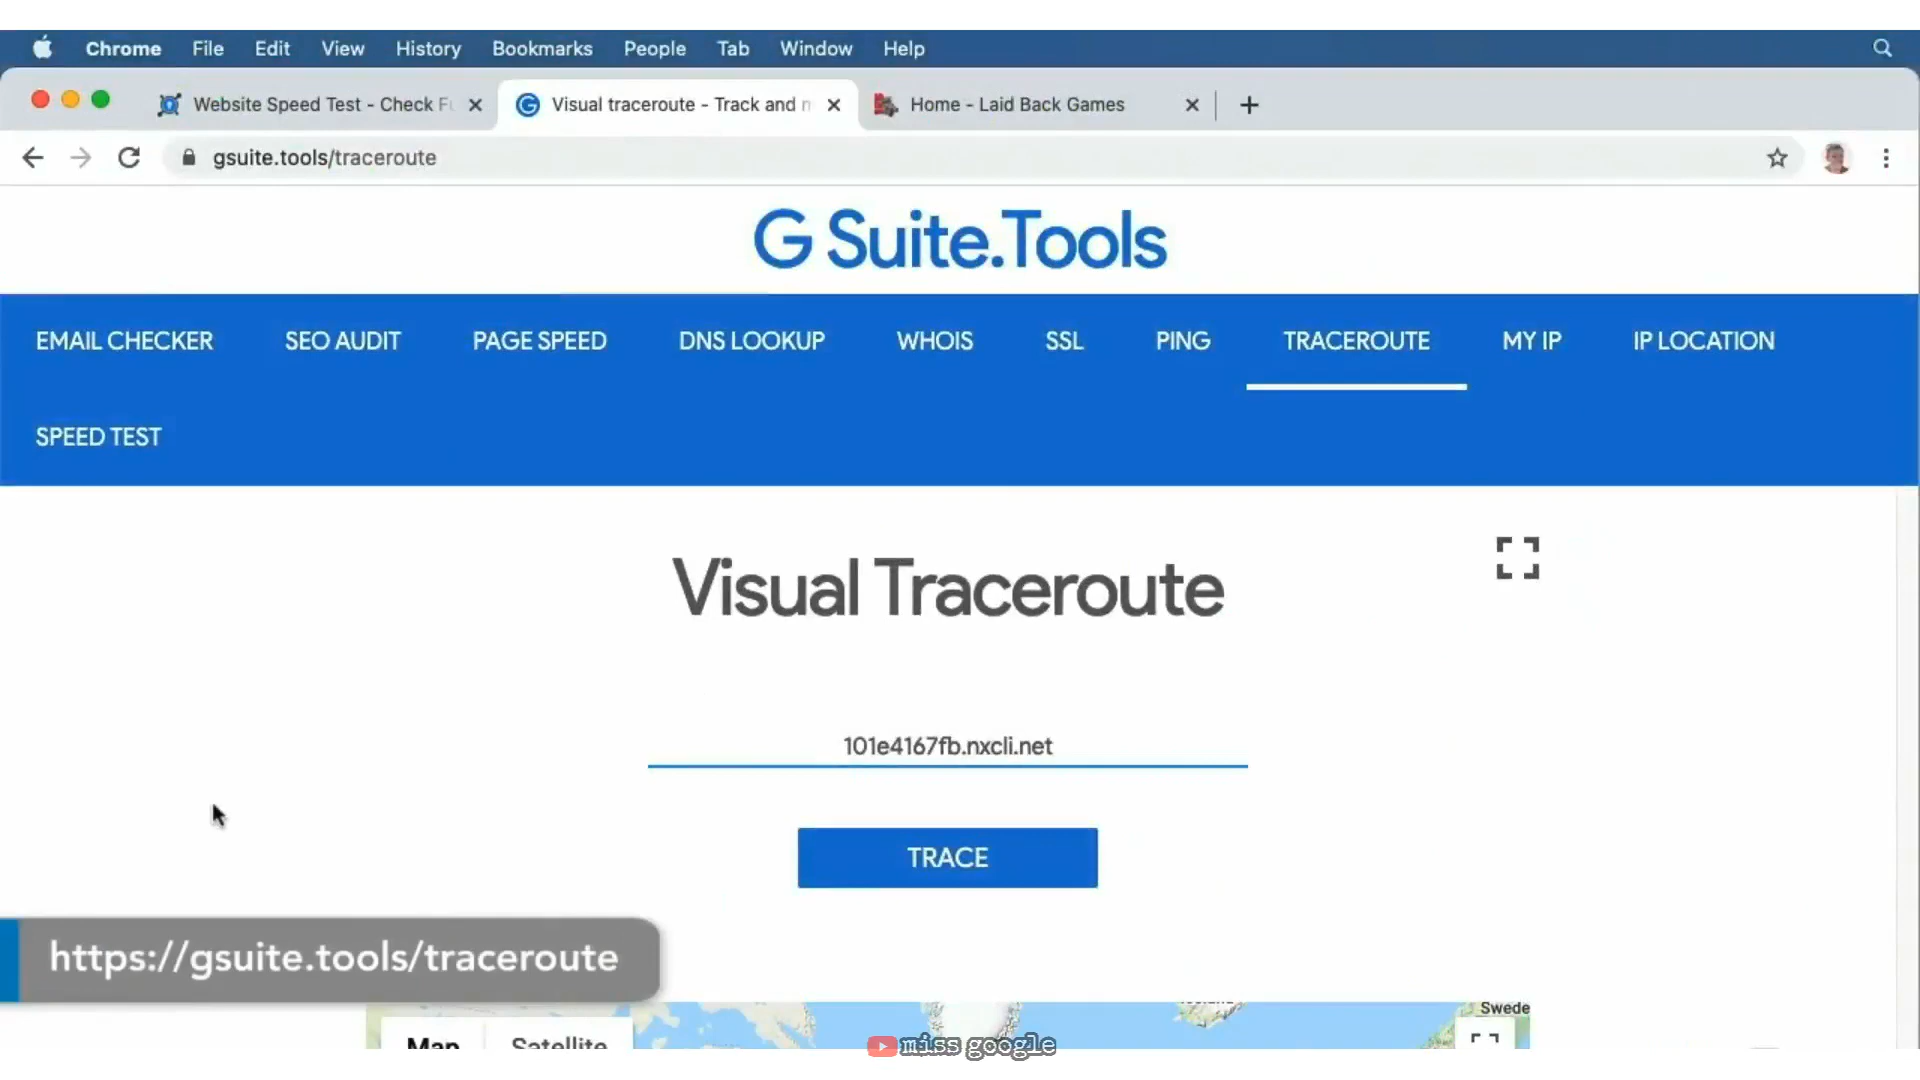 Chrome File Edit View History Bookmarks People Tab Window Help
Website Speed Test - Check Fu Visual traceroute - Track and m Home - Laid Back Games
gsuite.tools/traceroute
G Suite.Tools
EMAIL CHECKER SEO AUDIT PAGE SPEED DNS LOOKUP WHOIS SSL PING TRACEROUTE MY IP IP LOCATION
SPEED TEST
Visual Traceroute
101e4167fb.nxcli.net
TRACE
https://gsuite.tools/traceroute
Swede
Map Satellite
miss google